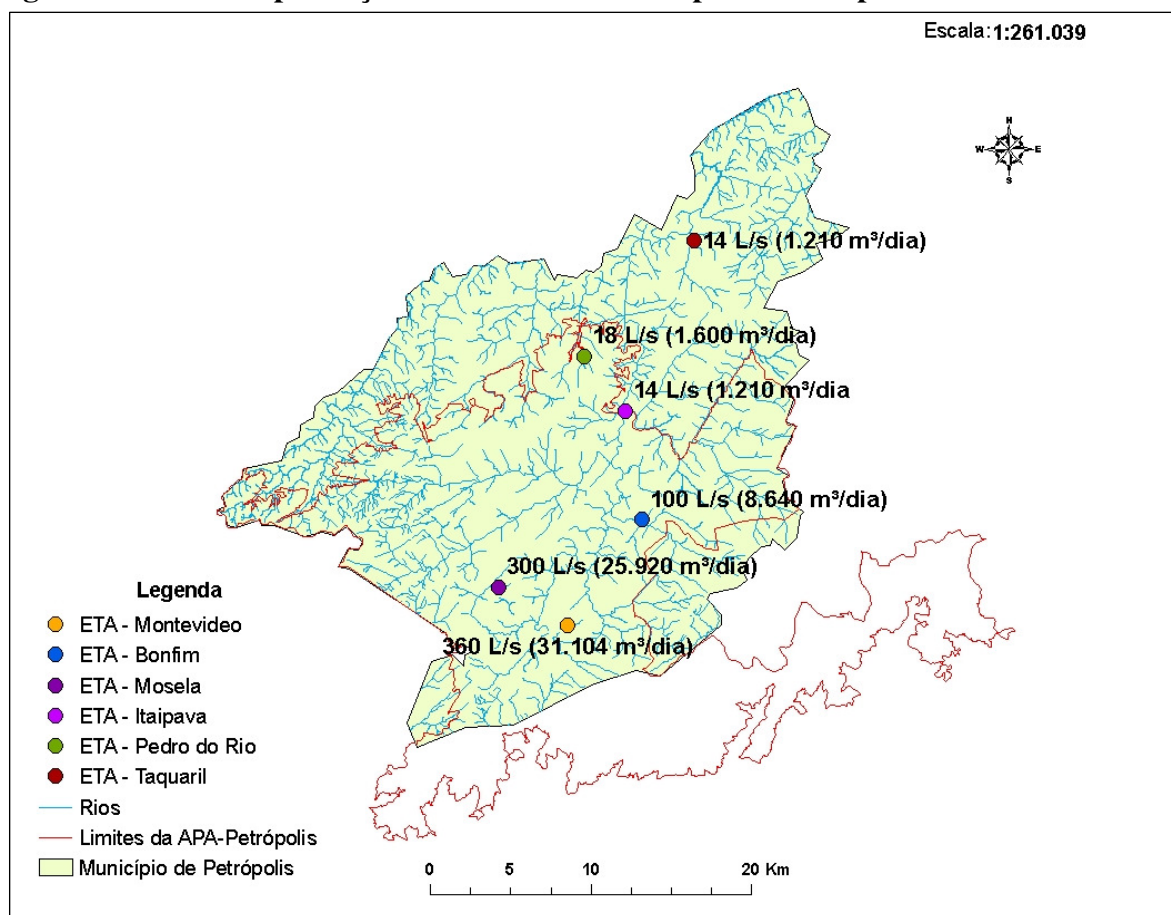 Escala: 1:261.039
N
W E
S
14 L/s (1.210 m³/dia)
18 L/s (1.600 m³/dia)
14 L/s (1.210 m³/dia
100 L/s (8.640 m³/dia)
300 L/s (25.920 m³/dia)
360 L/s (31.104 m³/dia)
Legenda
ETA - Montevideo
ETA - Bonfim
ETA - Mosela
ETA - Itaipava
ETA - Pedro do Rio
ETA - Taquaril
Rios
Limites da APA-Petrópolis
Município de Petrópolis
0 5 10 20 Km